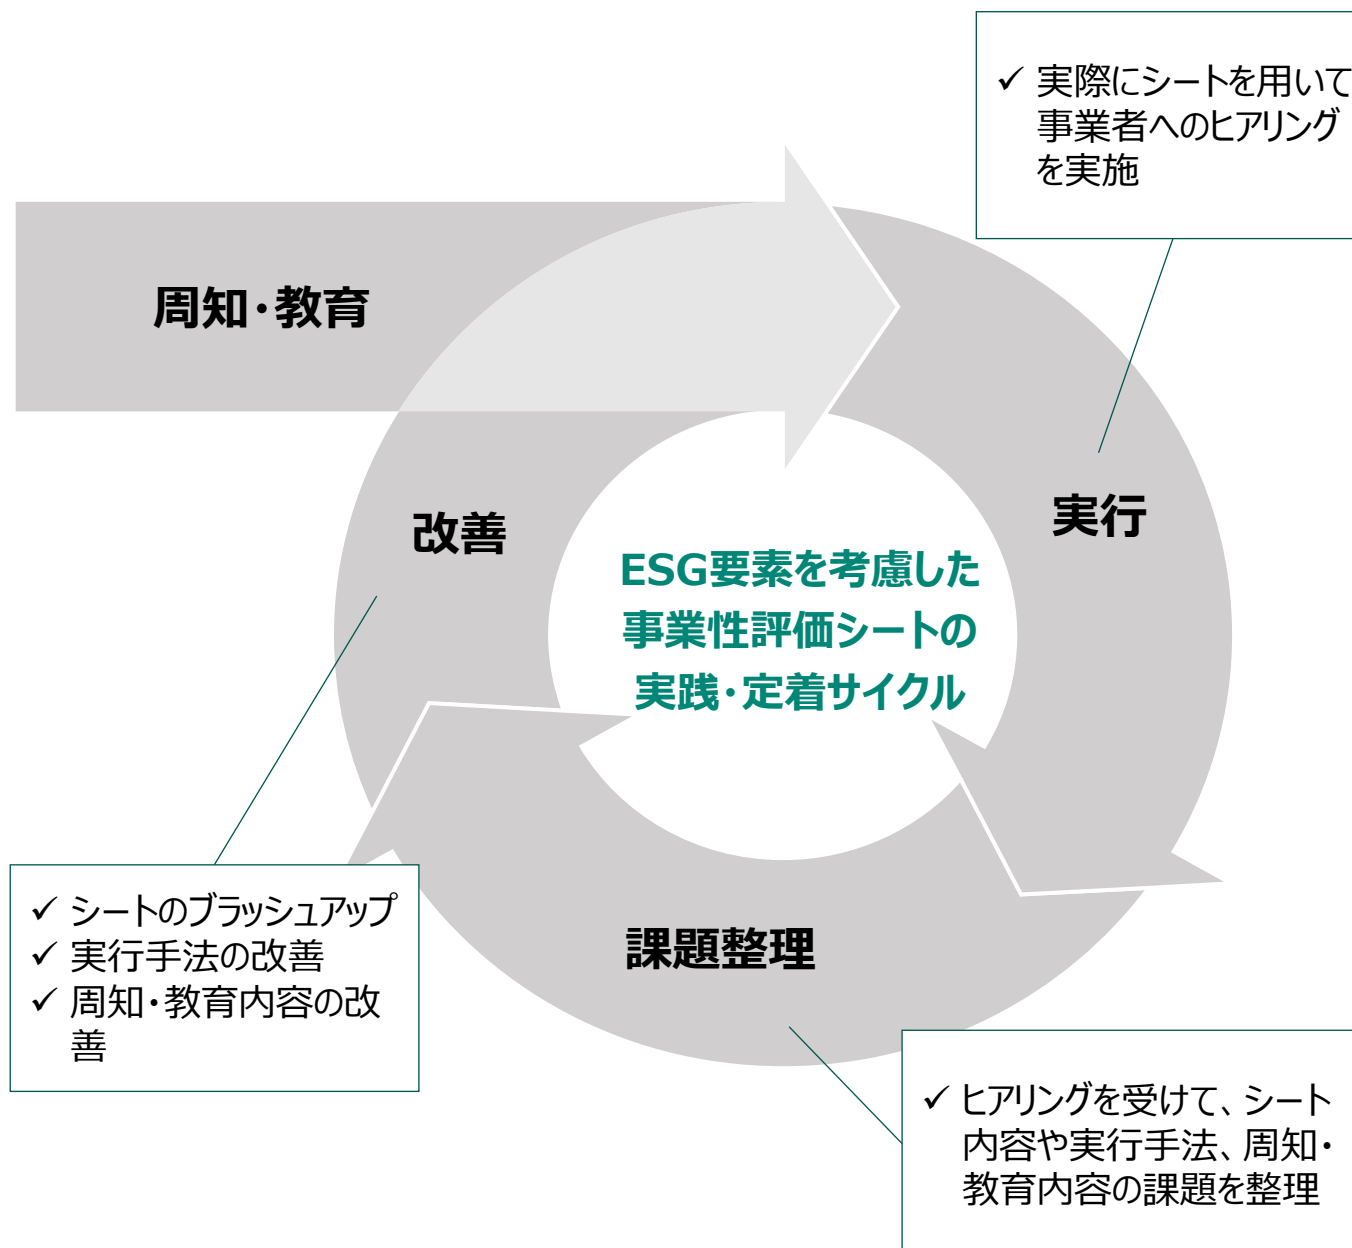 ✓ 実際にシートを用いて
事業者へのヒアリング
を実施
周知・教育
実行
改善
ESG要素を考慮した
事業性評価シートの
実践・定着サイクル
課題整理
✓ シートのブラッシュアップ
✓ 実行手法の改善
✓ 周知・教育内容の改
善
✓ ヒアリングを受けて、シート
内容や実行手法、周知・
教育内容の課題を整理